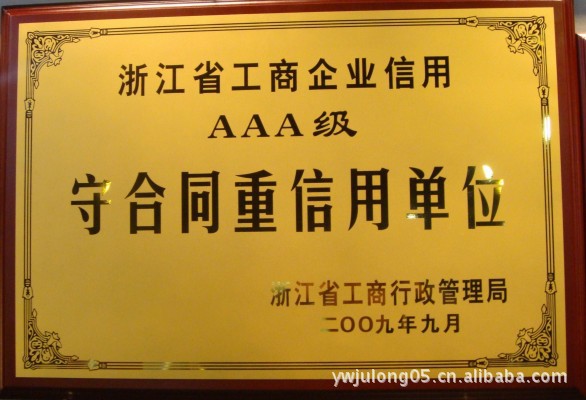 浙江省工商企业信用
AAA级
守合同重信用单位
浙江省工商行政管理局
二〇〇九年九月
ywjulong05.cn.alibaba.com